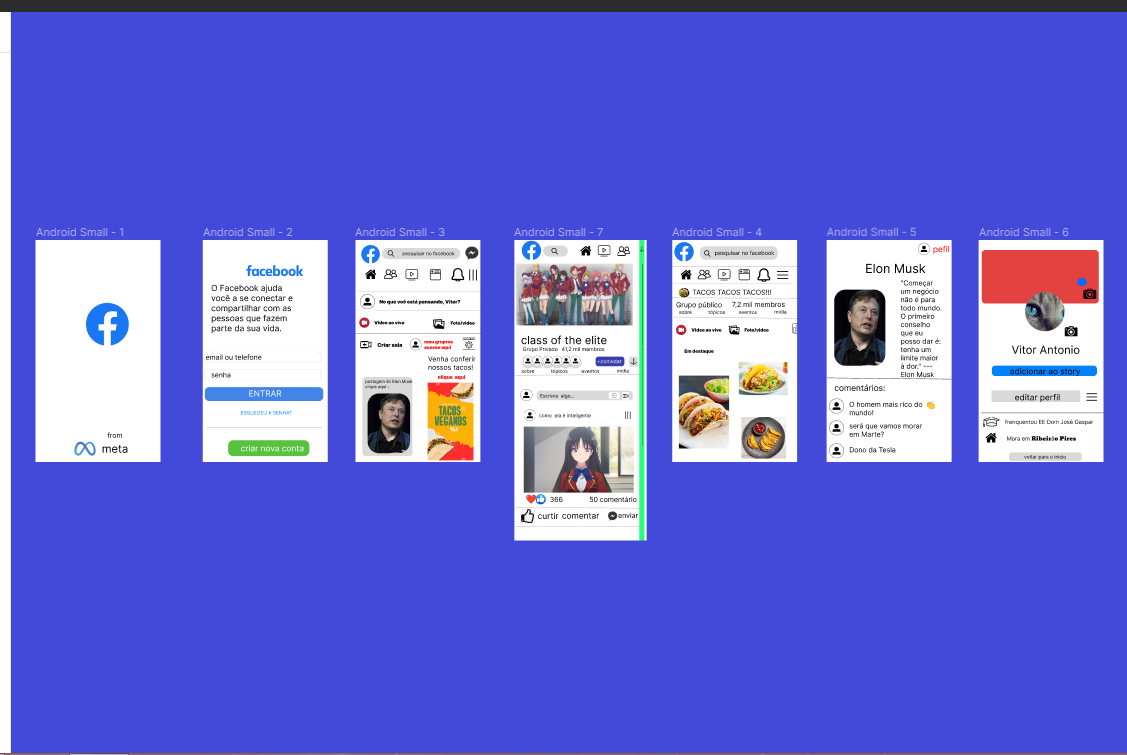 Android Small - 1
from
meta
Android Small - 2
facebook
O Facebook ajuda
você a se conectar e
compartilhar com as
pessoas que fazem
parte da sua vida.
email ou telefone
senha
ENTRAR
ESQUECEU A SENHA?
criar nova conta
Android Small - 3
pesquisar no facebook
No que voê está pensando, Vitor?
Vídeo ao vivo
Foto/vídeo
Criar sala
meu grupos
acesse aqui
Venha conferir
nossos tacos!
clique aqui
postagem de Elon Musk
clique aqui -
TACOS
VEGANOS
Android Small - 7
class of the elite
Grupo Privado 41,2 mil membros
+convidar
sobre tópicos eventos mídia
Escreva algo...
como ela é inteligente
366
50 comentário
curtir comentar
enviar
Android Small - 4
pesquisar no facebook
TACOS TACOS TACOS!!!
Grupo público 7,2 mil membros
sobre tópicos eventos mídia
Vídeo ao vivo
Foto/vídeo
Em destaque
Android Small - 5
pefil
Elon Musk
"Começar
um negócio
não é para
todo mundo.
O primeiro
conselho
que eu
posso dar é:
tenha um
limite maior
à dor." ---
Elon Musk
comentários:
O homem mais rico do 👏
mundo!
será que vamos morar
em Marte?
Dono da Tesla
Android Small - 6
Vitor Antonio
adicionar ao story
editar perfil
frenquentou EE Dom José Gaspar
Mora em Ribeirão Pires
voltar para o início